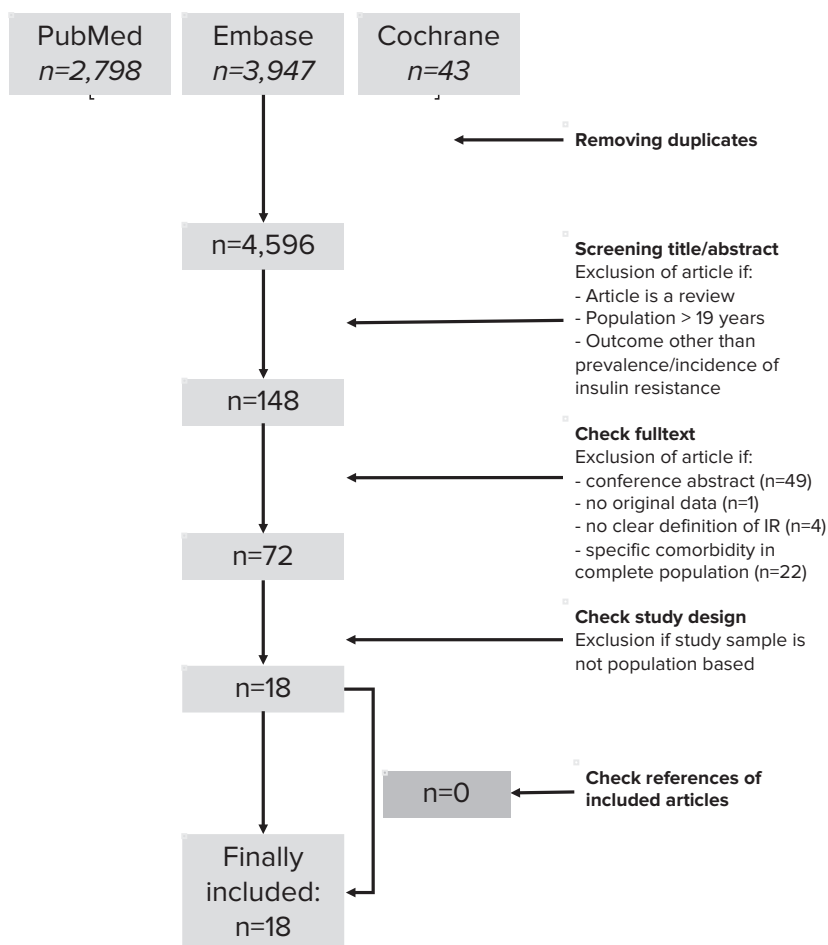 PubMed
n=2,798
Embase
n=3,947
Cochrane
n=43
Removing duplicates
n=4,596
Screening title/abstract
Exclusion of article if:
- Article is a review
- Population > 19 years
- Outcome other than
prevalence/incidence of
insulin resistance
n=148
Check fulltext
Exclusion of article if:
- conference abstract (n=49)
- no original data (n=1)
- no clear definition of IR (n=4)
- specific comorbidity in
complete population (n=22)
n=72
Check study design
Exclusion if study sample is
not population based
n=18
n=0
Check references of
included articles
Finally
included:
n=18